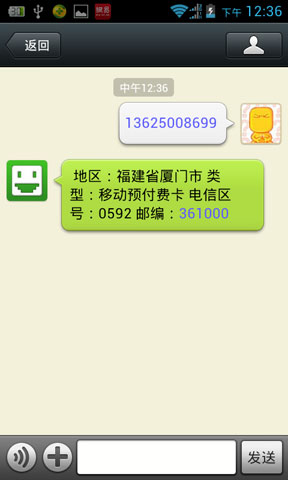 下午 12:36
返回
中午12:36
13625008699
地区：福建省厦门市 类
型：移动预付费卡 电信区
号：0592 邮编：361000
发送